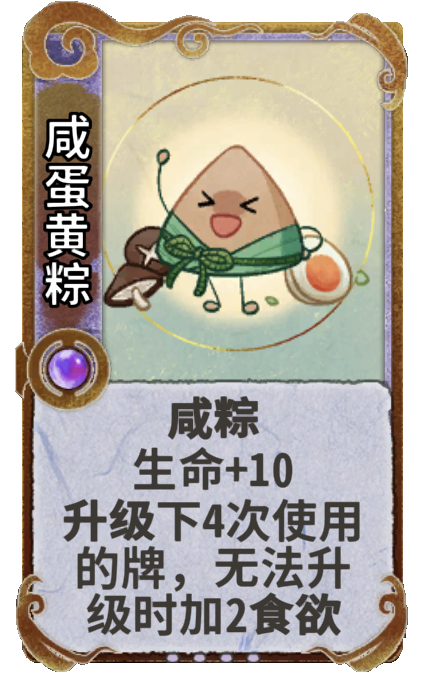 咸蛋黄粽
咸粽
生命+10
升级下4次使用
的牌，无法升
级时加2食欲